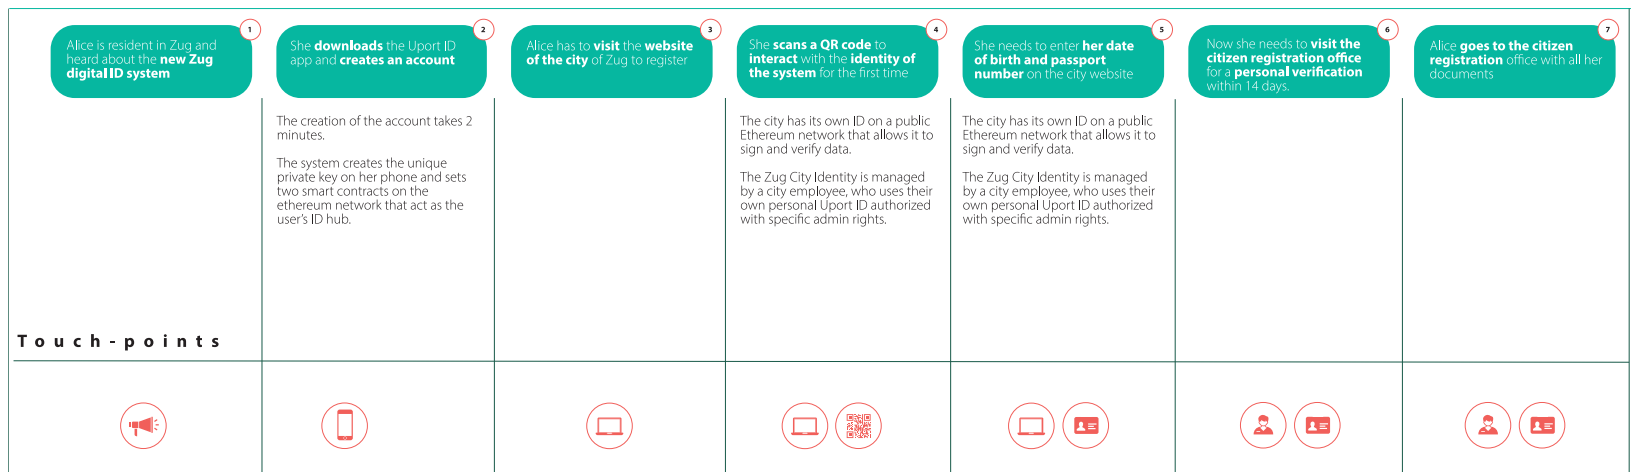 1
Alice is resident in Zug and
heard about the new Zug
digital ID system
2
She downloads the Uport ID
app and creates an account
3
Alice has to visit the website
of the city of Zug to register
4
She scans a QR code to
interact with the identity of
the system for the first time
5
She needs to enter her date
of birth and passport
number on the city website
6
Now she needs to visit the
citizen registration office
for a personal verification
within 14 days.
7
Alice goes to the citizen
registration office with all her
documents
The creation of the account takes 2
minutes.
The system creates the unique
private key on her phone and sets
two smart contracts on the
ethereum network that act as the
user's ID hub.
The city has its own ID on a public
Ethereum network that allows it to
sign and verify data.
The Zug City Identity is managed
by a city employee, who uses their
own personal Uport ID authorized
with specific admin rights.
The city has its own ID on a public
Ethereum network that allows it to
sign and verify data.
The Zug City Identity is managed
by a city employee, who uses their
own personal Uport ID authorized
with specific admin rights.
Touch-points